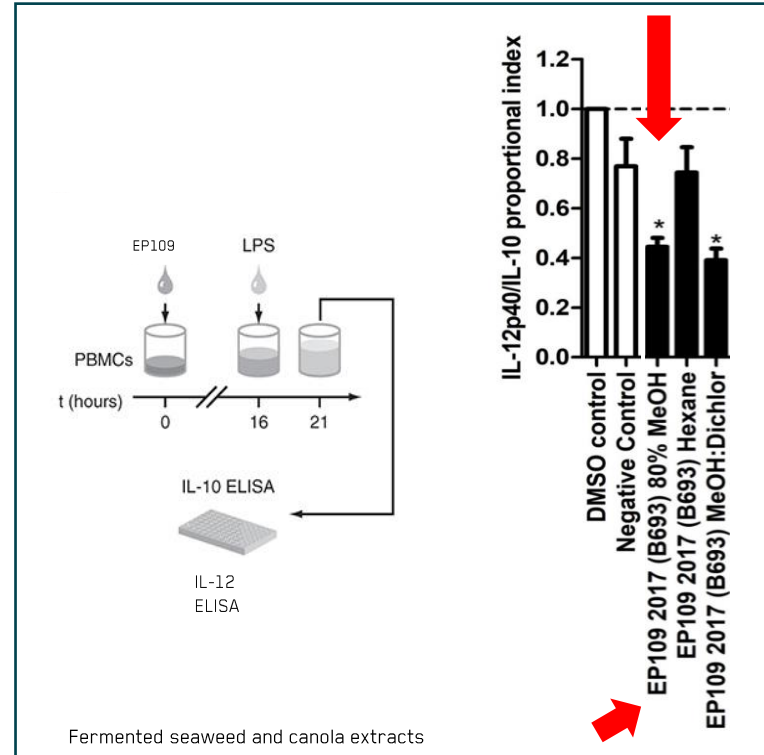 EP109
LPS
PBMCs
t (hours)
0
16
21
IL-10 ELISA
IL-12
ELISA
Fermented seaweed and canola extracts
IL-12p40/IL-10 proportional index
1.2
1.0
0.8
0.6
0.4
0.2
0.0
*
*
DMSO control
Negative Control
EP109 2017 (B693) 80% MeOH
EP109 2017 (B693) Hexane
EP109 2017 (B693) MeOH:Dichlor